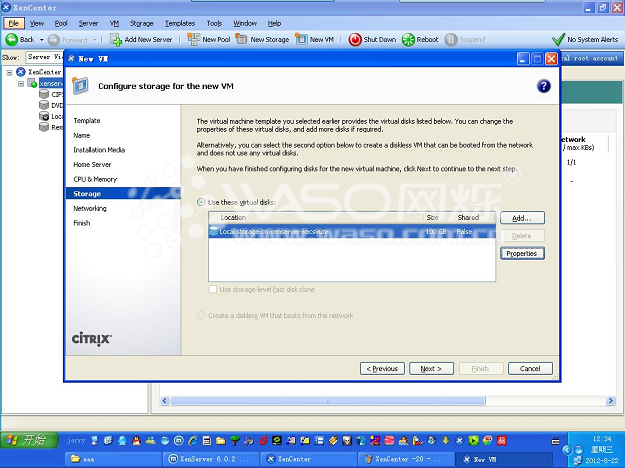 XenCenter
File View Pool Server VM Storage Templates Tools Window Help
Back Forward Add New Server New Pool New Storage New VM Shut Down Reboot Suspend No System Alerts
Show: Server Vi
al root account
New VM
Configure storage for the new VM
XenCenter
xenserv
CIF
DVD
Loca
Rem
Template
Name
Installation Media
Home Server
CPU & Memory
Storage
Networking
Finish
CITRIX
The virtual machine template you selected earlier provides the virtual disks listed below. You can change the properties of these virtual disks, and add more disks if required.
Alternatively, you can select the second option below to create a diskless VM that can be booted from the network and does not use any virtual disks.
When you have finished configuring disks for the new virtual machine, click Next to continue to the next step.
WASO网烁
www.waso.com.cn
Use these virtual disks:
Location Size Shared
Local storage on xenserver-kecsvunr 100 GB False
Add...
Delete
Properties
Use storage-level fast disk clone
Create a diskless VM that boots from the network
< Previous Next > Finish Cancel
etwork
/ max KBs)
1/1
-
开始
jerry
12:34
星期三
2012-8-22
aaa
XenServer 6.0.2 ...
XenCenter
XenCenter -20 - ...
New VM